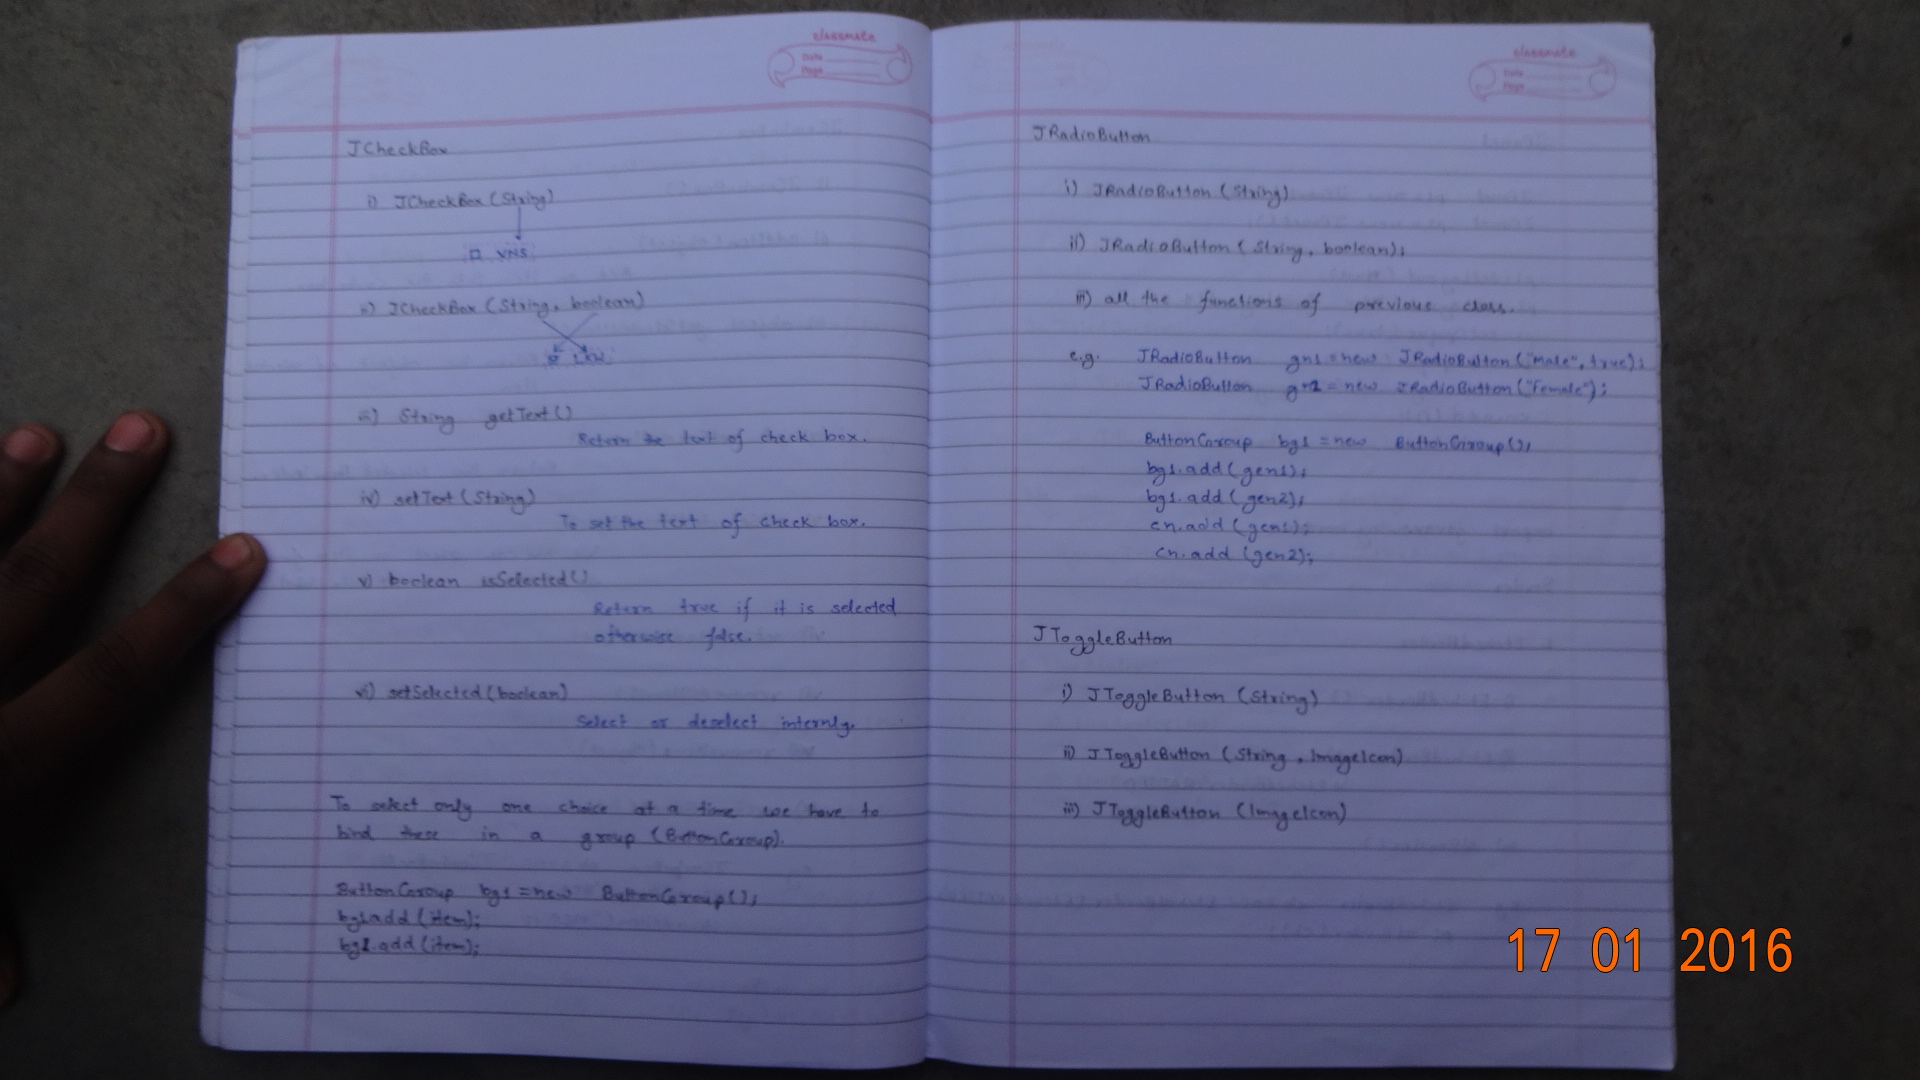 classmate
Date
Page
JCheckBox
i) JCheckBox (String)
VNS
ii) JCheckBox (String, boolean)
LKW
iii) String getText()
Return the text of check box.
iv) setText (String)
To set the text of check box.
v) boolean isSelected()
Return true if it is selected
otherwise false.
vi) setSelected (boolean)
Select or deselect internly.
To select only one choice at a time we have to
bind these in a group (ButtonGroup).
ButtonGroup bg1 = new ButtonGroup();
bg1.add (item);
bg1.add (item);
classmate
Date
Page
JRadioButton
i) JRadioButton (String)
ii) JRadioButton (String, boolean);
iii) all the functions of previous class.
e.g. JRadioButton gn1 = new JRadioButton ("Male", true);
JRadioButton gn2 = new JRadioButton ("Female");
ButtonGroup bg1 = new ButtonGroup();
bg1.add (gen1);
bg1.add (gen2);
cn.add (gen1);
cn.add (gen2);
JToggleButton
i) JToggleButton (String)
ii) JToggleButton (String, ImageIcon)
iii) JToggleButton (ImageIcon)
17 01 2016